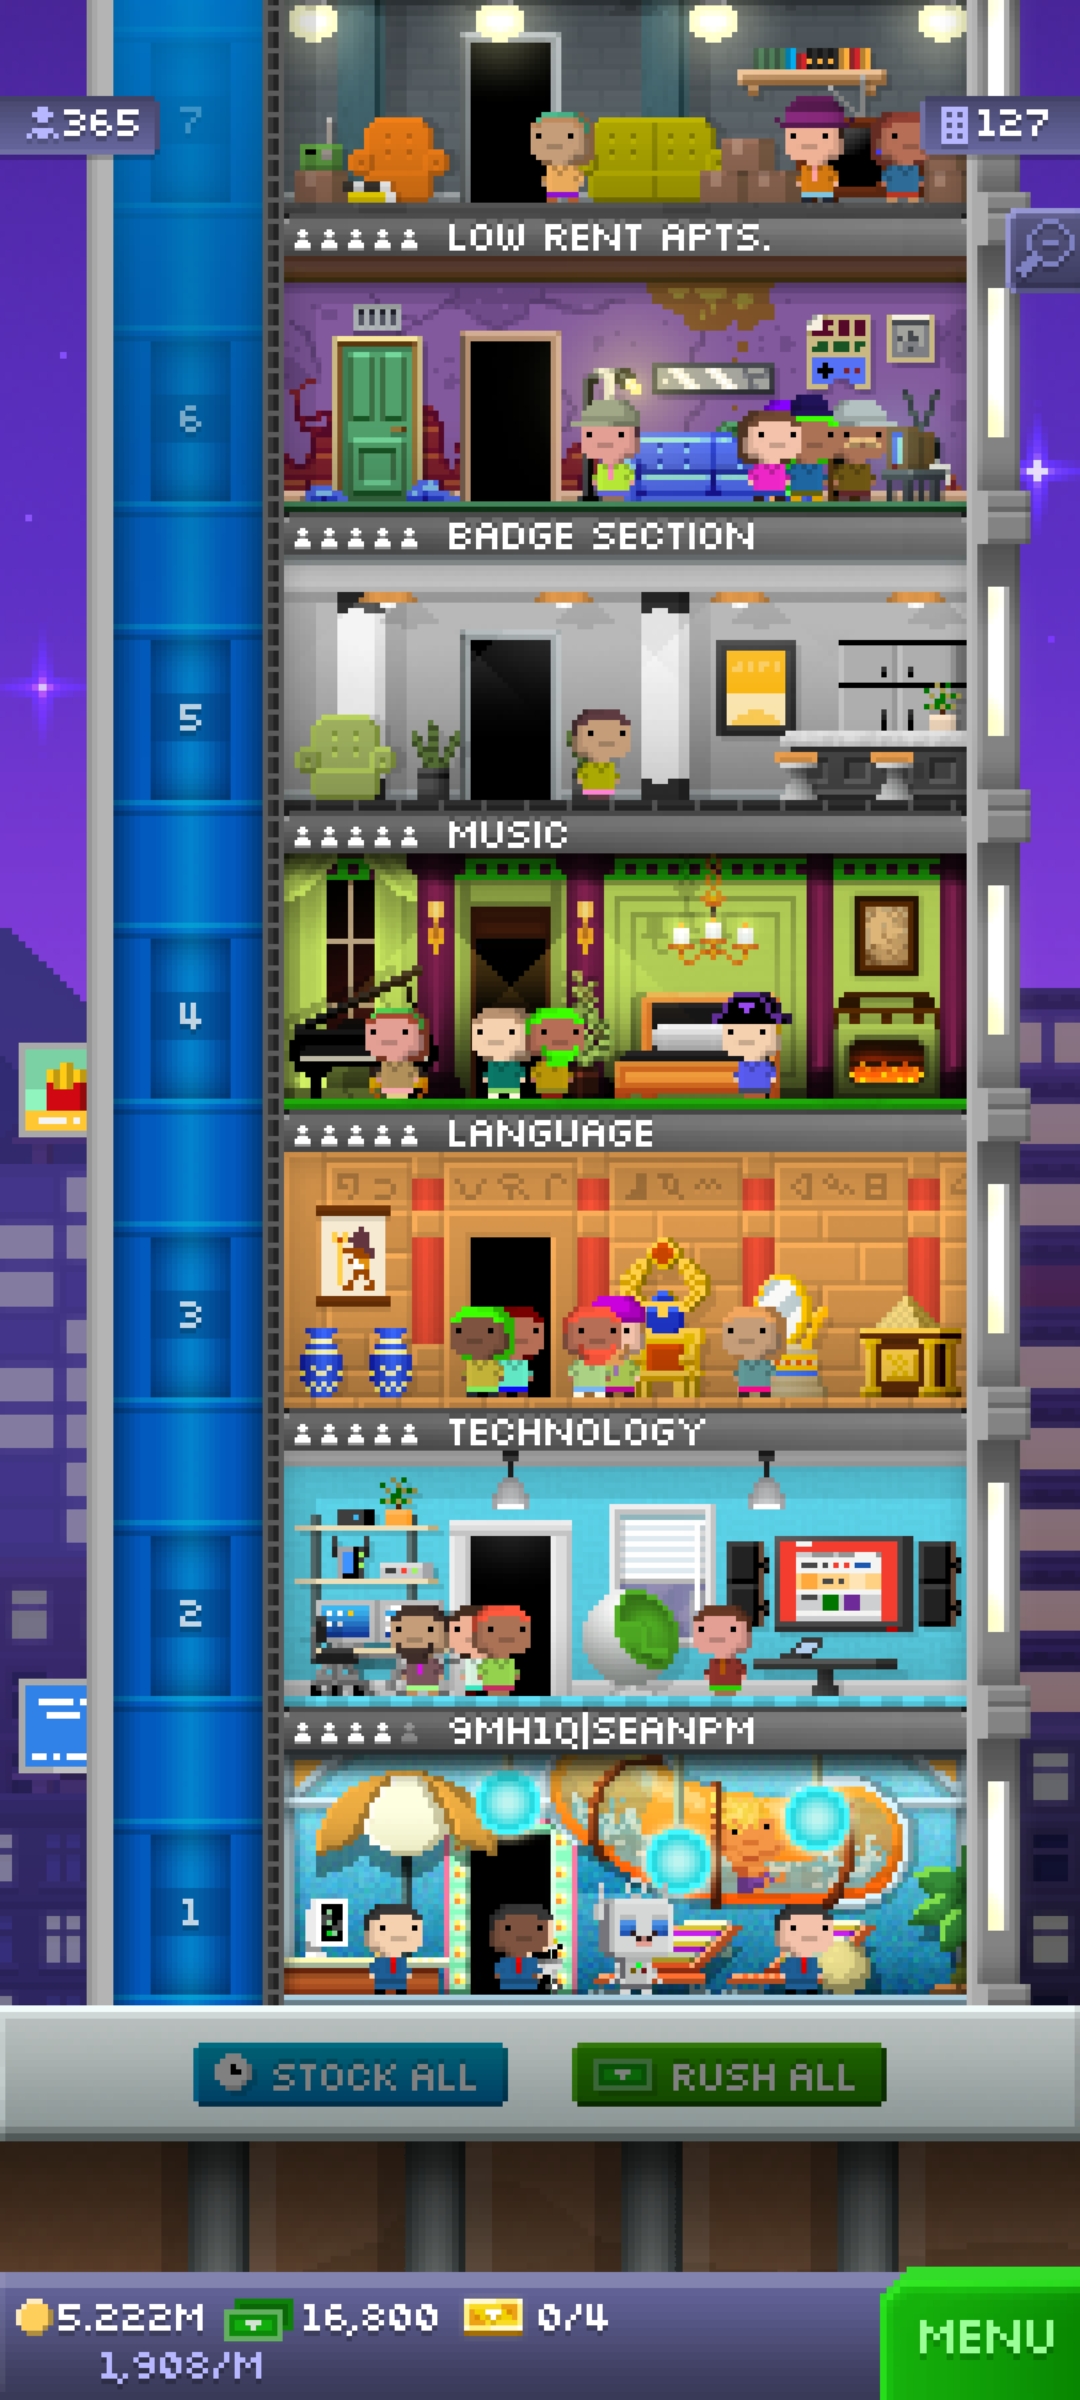 7
365
127
LOW RENT APTS.
6
BADGE SECTION
5
MUSIC
4
LANGUAGE
3
TECHNOLOGY
2
9MH1Q|SEANPM
1
STOCK ALL
RUSH ALL
5.222M
16,800
0/4
MENU
1,908/M